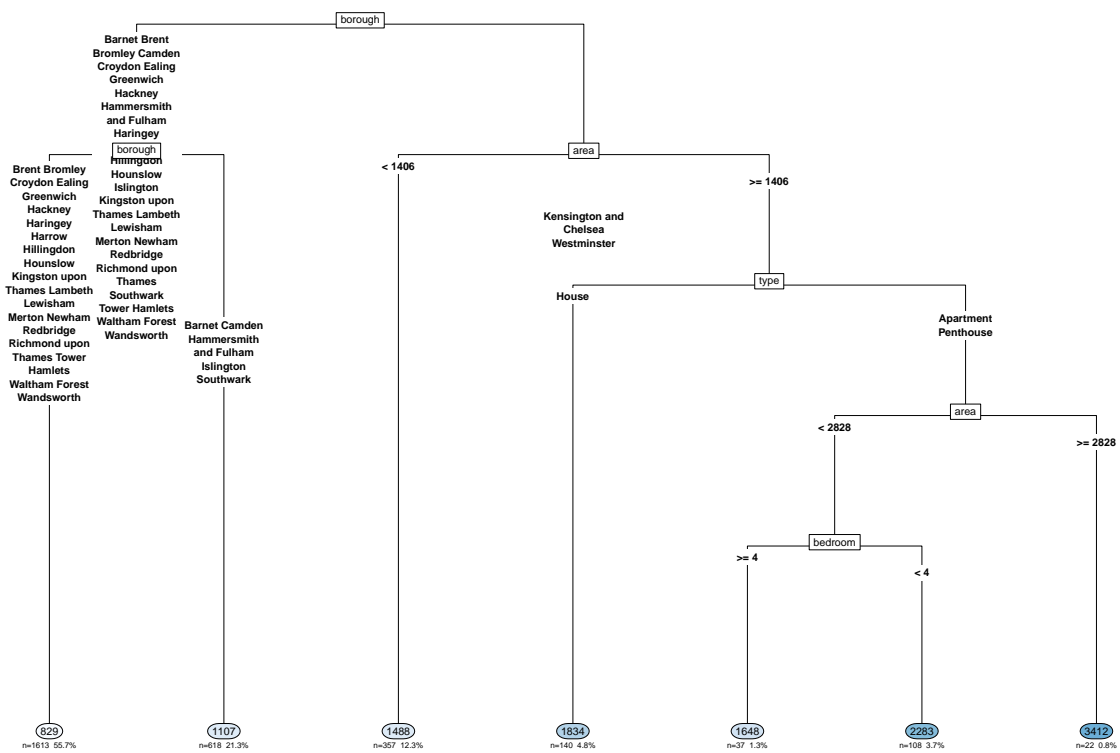 borough
Barnet Brent
Bromley Camden
Croydon Ealing
Greenwich
Hackney
Hammersmith
and Fulham
Haringey
borough
Hillingdon
Hounslow
Islington
Kingston upon
Thames Lambeth
Lewisham
Merton Newham
Redbridge
Richmond upon
Thames
Southwark
Tower Hamlets
Waltham Forest
Wandsworth
Brent Bromley
Croydon Ealing
Greenwich
Hackney
Haringey
Harrow
Hillingdon
Hounslow
Kingston upon
Thames Lambeth
Lewisham
Merton Newham
Redbridge
Richmond upon
Thames Tower
Hamlets
Waltham Forest
Wandsworth
Barnet Camden
Hammersmith
and Fulham
Islington
Southwark
Kensington and
Chelsea
Westminster
area
< 1406
>= 1406
type
House
Apartment
Penthouse
area
< 2828
>= 2828
bedroom
>= 4
< 4
829
n=1613 55.7%
1107
n=618 21.3%
1488
n=357 12.3%
1834
n=140 4.8%
1648
n=37 1.3%
2283
n=108 3.7%
3412
n=22 0.8%